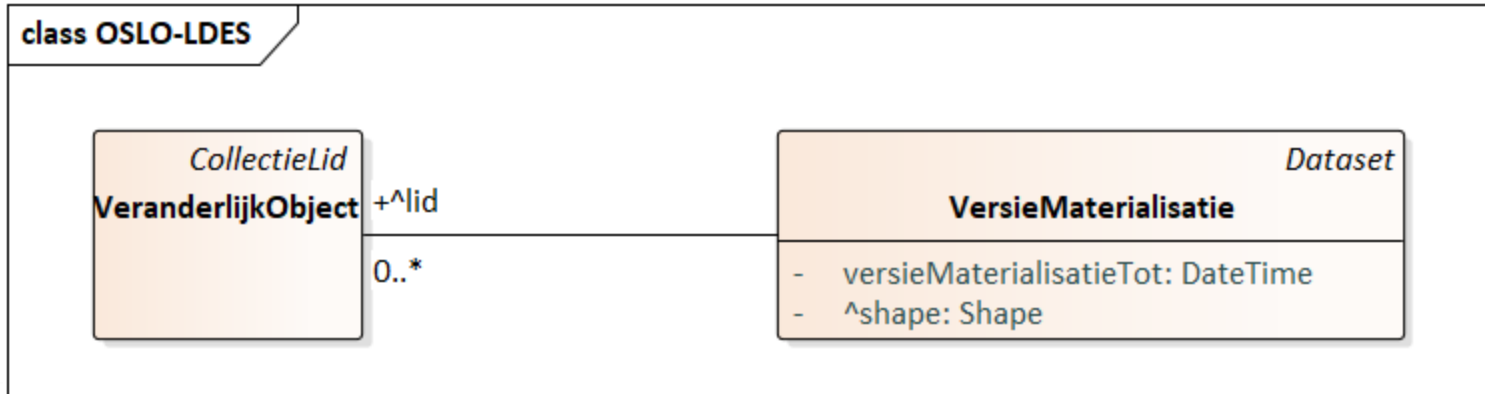 class OSLO-LDES
CollectieLid
VeranderlijkObject
+^lid
0..*
Dataset
VersieMaterialisatie
- versieMaterialisatieTot: DateTime
- ^shape: Shape